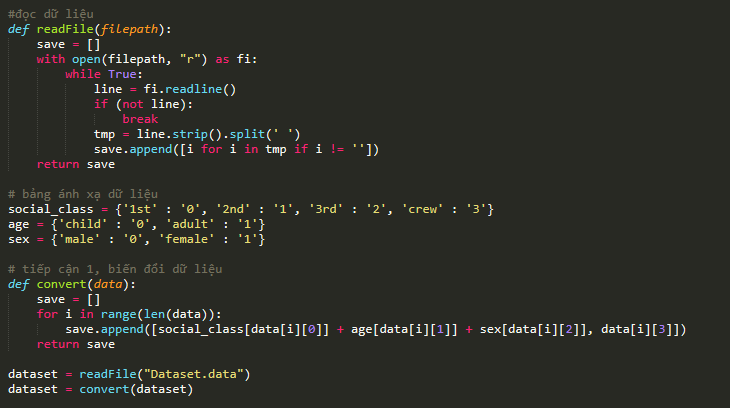 #đọc dữ liệu
def readFile(filepath):
    save = []
    with open(filepath, "r") as fi:
        while True:
            line = fi.readline()
            if (not line):
                break
            tmp = line.strip().split(' ')
            save.append([i for i in tmp if i != ''])
    return save

# bảng ánh xạ dữ liệu
social_class = {'1st' : '0', '2nd' : '1', '3rd' : '2', 'crew' : '3'}
age = {'child' : '0', 'adult' : '1'}
sex = {'male' : '0', 'female' : '1'}

# tiếp cận 1, biến đổi dữ liệu
def convert(data):
    save = []
    for i in range(len(data)):
        save.append([social_class[data[i][0]] + age[data[i][1]] + sex[data[i][2]], data[i][3]])
    return save

dataset = readFile("Dataset.data")
dataset = convert(dataset)